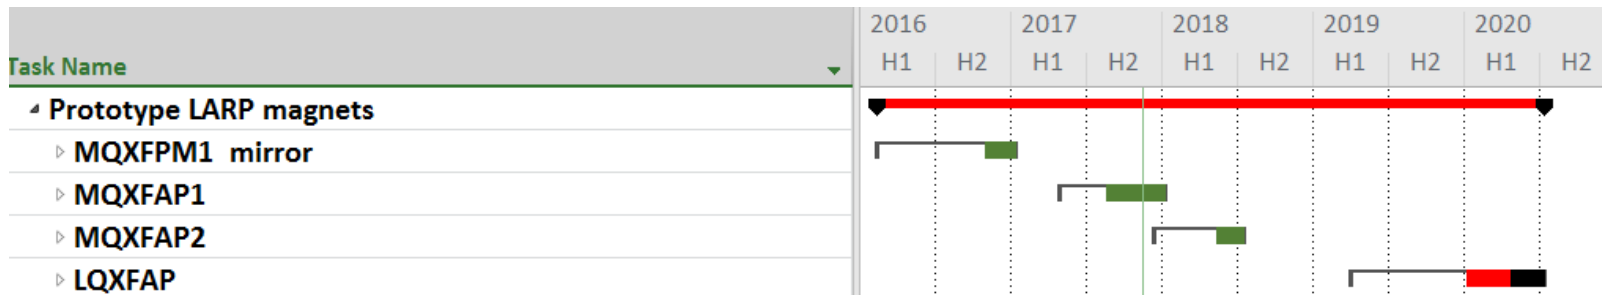 2016 2017 2018 2019 2020
Task Name H1 H2 H1 H2 H1 H2 H1 H2 H1 H2
Prototype LARP magnets
MQXFPM1 mirror
MQXFAP1
MQXFAP2
LQXFAP